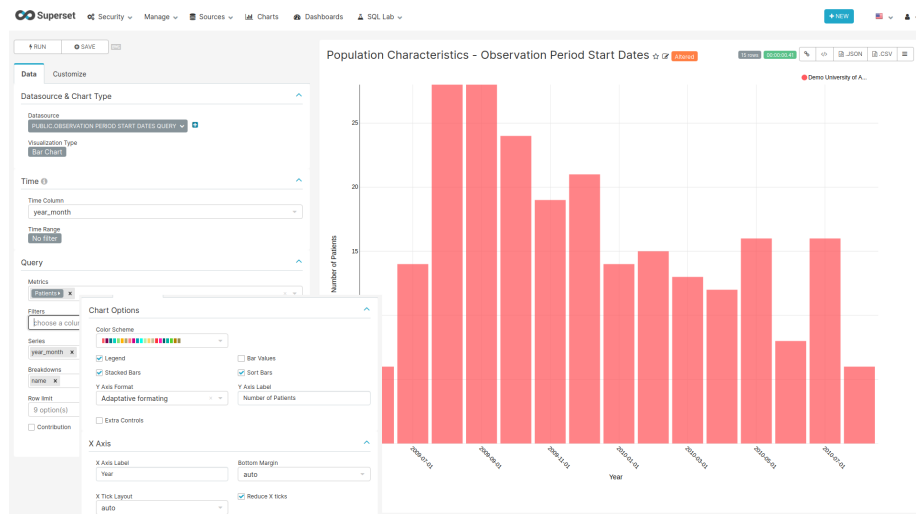 Superset Security Manage Sources Charts Dashboards SQL Lab + NEW
RUN SAVE
Data Customize
Datasource & Chart Type
Datasource
PUBLIC.OBSERVATION PERIOD START DATES QUERY
Visualization Type
Bar Chart
Time
Time Column
year_month
Time Range
No filter
Query
Metrics
Patients x
Filters
choose a colu
Series
year_month x
Breakdowns
name x
Row limit
9 option(s)
Contribution
Chart Options
Color Scheme
Legend Bar Values
Stacked Bars Sort Bars
Y Axis Format Y Axis Label
Adaptative formating Number of Patients
Extra Controls
X Axis
X Axis Label Bottom Margin
Year auto
X Tick Layout Reduce X ticks
auto
Population Characteristics - Observation Period Start Dates Altered
15 rows 00:00:00.41 </> .JSON .CSV
Demo University of A...
25
20
15
Number of Patients
2009-07-01 2009-09-01 2009-11-01 2010-01-01 2010-03-01 2010-05-01 2010-07-01
Year